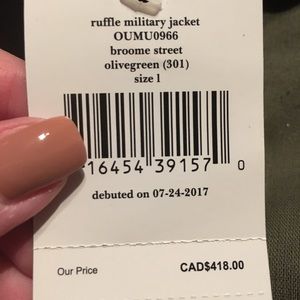 ruffle military jacket
OUMU0966
broome street
olivegreen (301)
size l
16454 39157 0
debuted on 07-24-2017
Our Price CAD$418.00